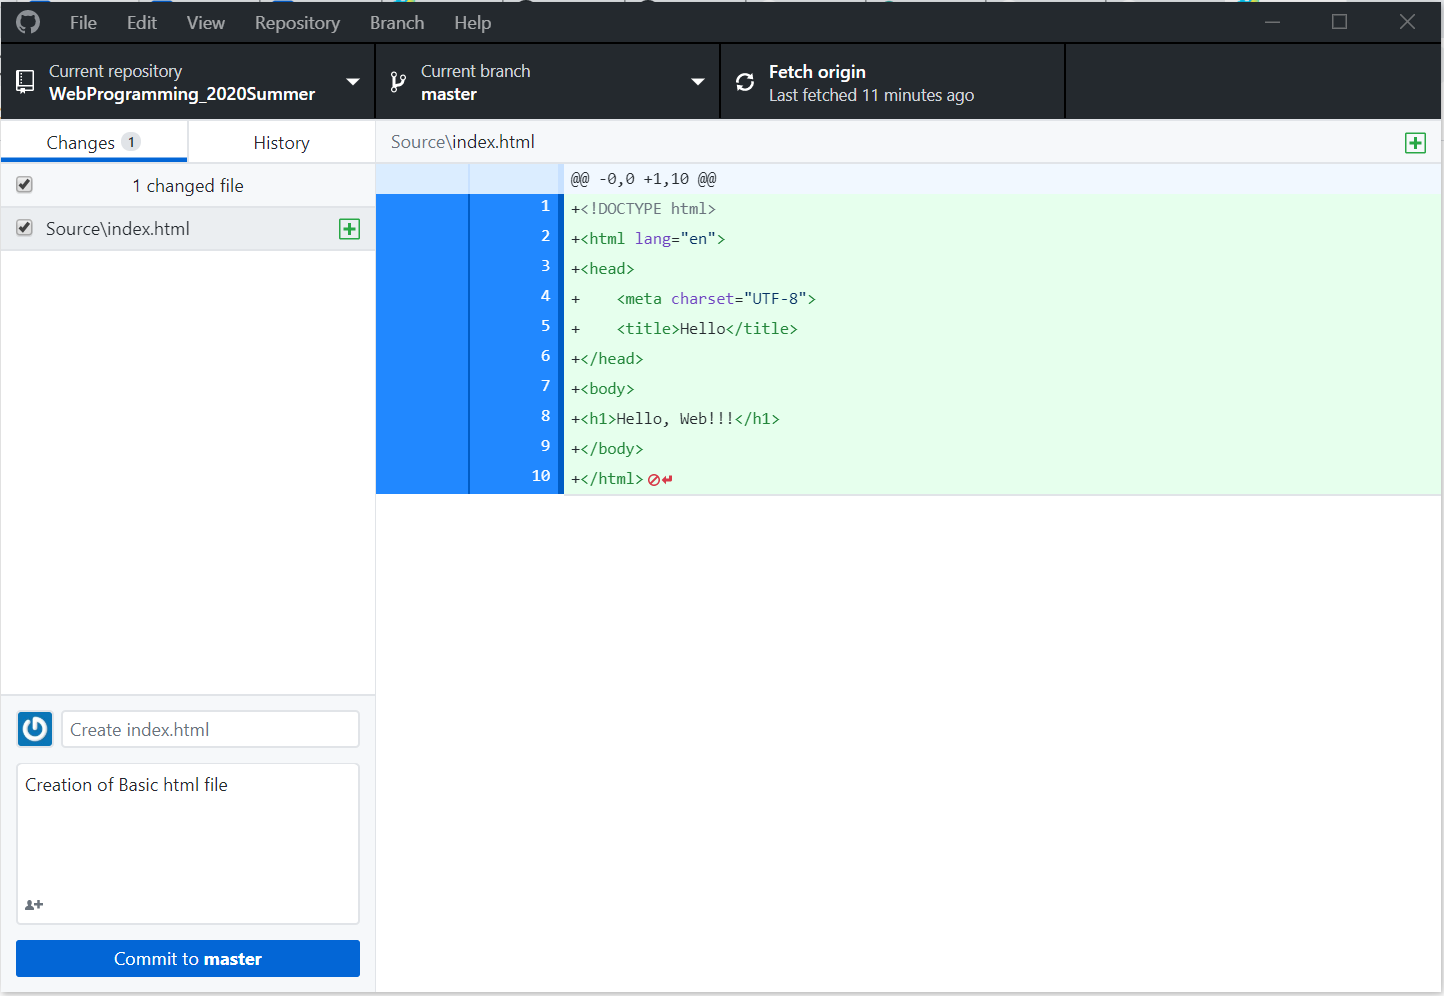 File Edit View Repository Branch Help
Current repository
WebProgramming_2020Summer
Current branch
master
Fetch origin
Last fetched 11 minutes ago
Changes 1
History
Source\index.html
1 changed file
Source\index.html
@@ -0,0 +1,10 @@
1 +<!DOCTYPE html>
2 +<html lang="en">
3 +<head>
4 +    <meta charset="UTF-8">
5 +    <title>Hello</title>
6 +</head>
7 +<body>
8 +<h1>Hello, Web!!!</h1>
9 +</body>
10 +</html>
Create index.html
Creation of Basic html file
Commit to master